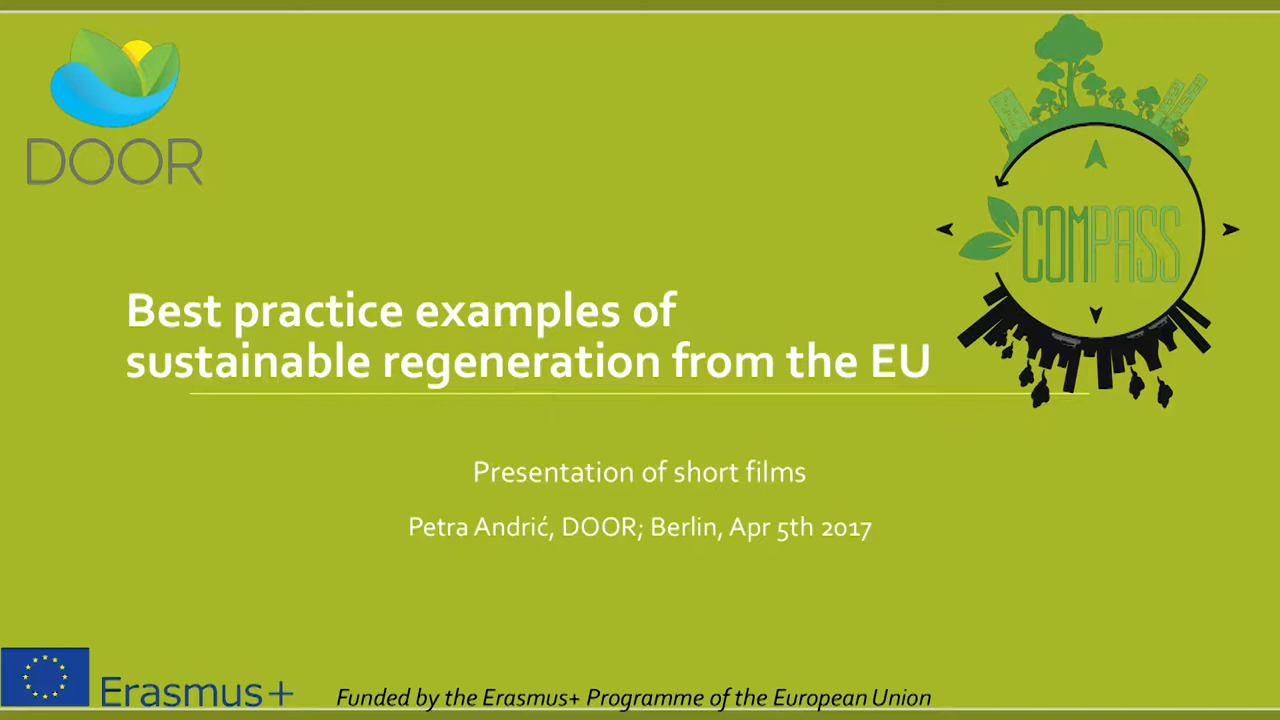 DOOR
COMPASS
Best practice examples of
sustainable regeneration from the EU
Presentation of short films
Petra Andrić, DOOR; Berlin, Apr 5th 2017
Erasmus+
Funded by the Erasmus+ Programme of the European Union